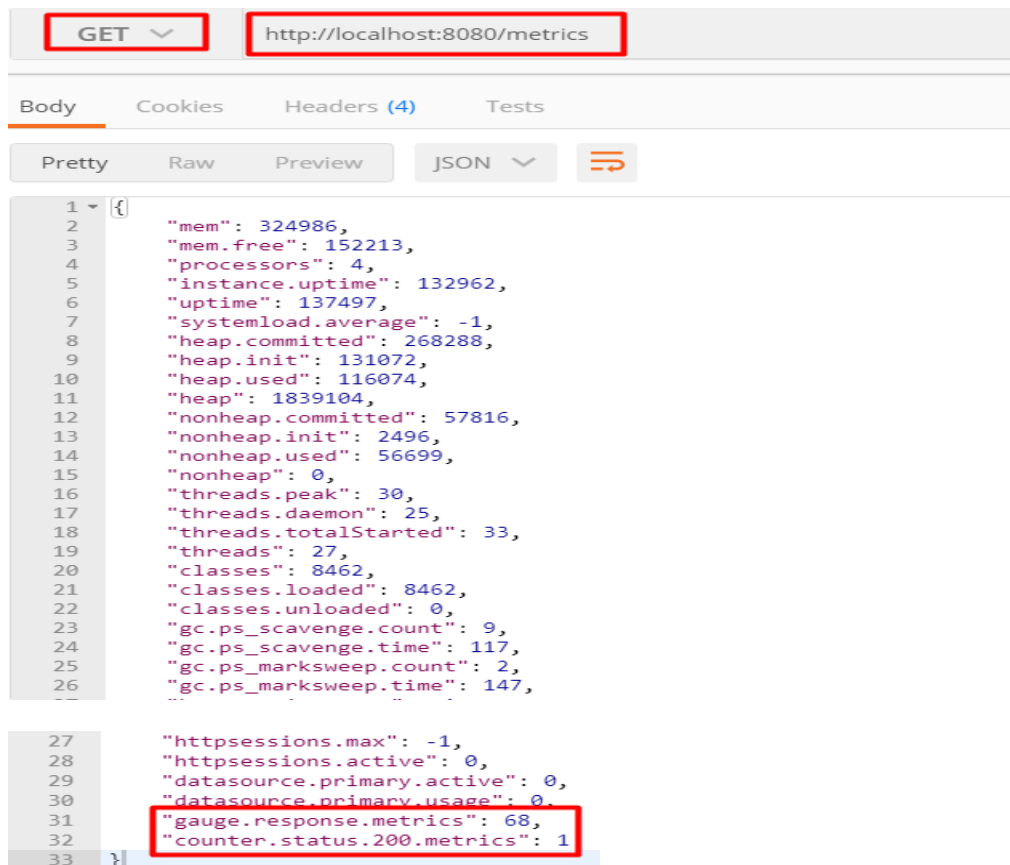 GET http://localhost:8080/metrics
Body Cookies Headers (4) Tests
Pretty Raw Preview JSON
1 {
2 "mem": 324986,
3 "mem.free": 152213,
4 "processors": 4,
5 "instance.uptime": 132962,
6 "uptime": 137497,
7 "systemload.average": -1,
8 "heap.committed": 268288,
9 "heap.init": 131072,
10 "heap.used": 116074,
11 "heap": 1839104,
12 "nonheap.committed": 57816,
13 "nonheap.init": 2496,
14 "nonheap.used": 56699,
15 "nonheap": 0,
16 "threads.peak": 30,
17 "threads.daemon": 25,
18 "threads.totalStarted": 33,
19 "threads": 27,
20 "classes": 8462,
21 "classes.loaded": 8462,
22 "classes.unloaded": 0,
23 "gc.ps_scavenge.count": 9,
24 "gc.ps_scavenge.time": 117,
25 "gc.ps_marksweep.count": 2,
26 "gc.ps_marksweep.time": 147,
27 "httpsessions.max": -1,
28 "httpsessions.active": 0,
29 "datasource.primary.active": 0,
30 "datasource.primary.usage": 0,
31 "gauge.response.metrics": 68,
32 "counter.status.200.metrics": 1
33 }